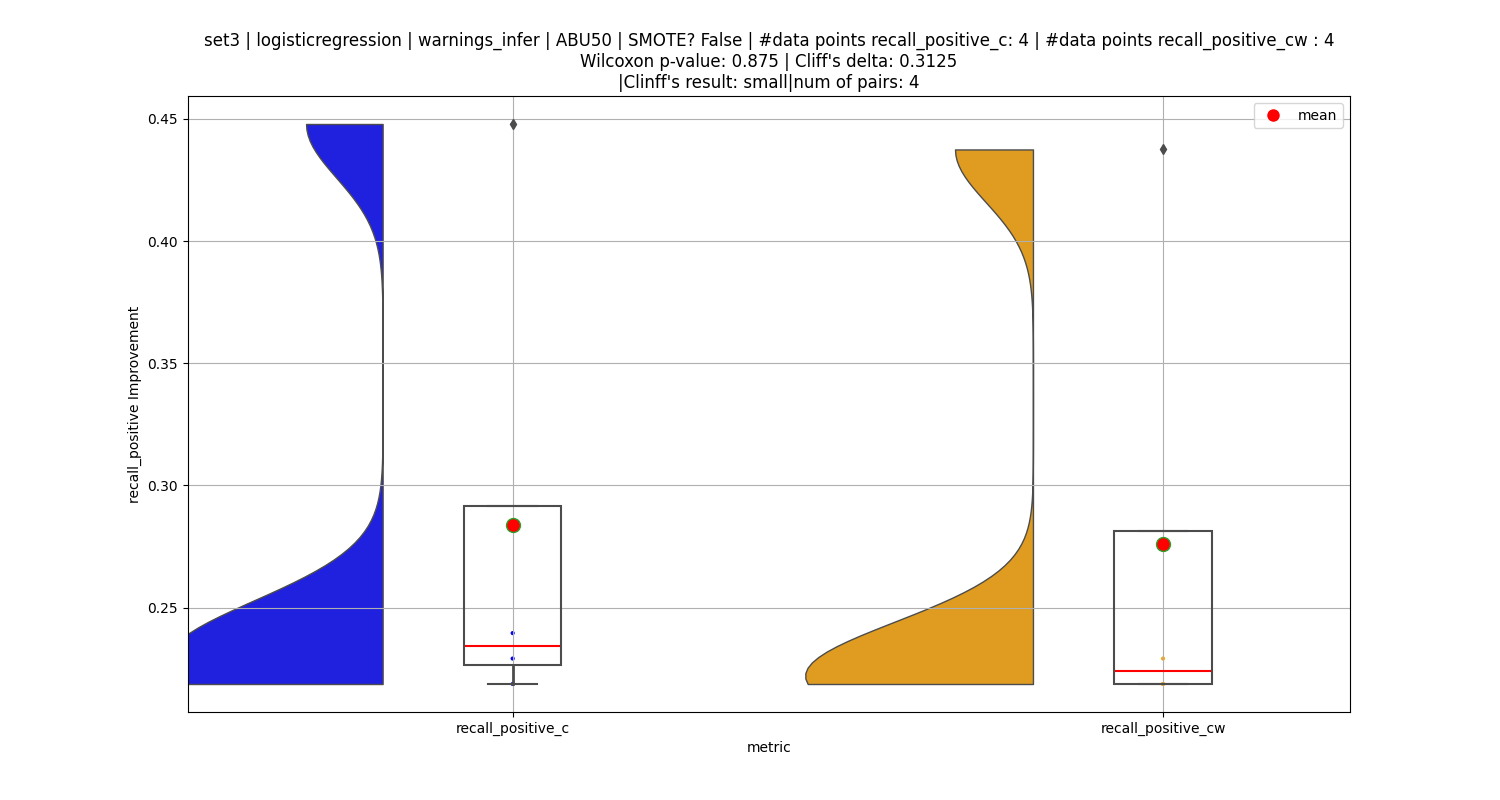 set3 | logisticregression | warnings_infer | ABU50 | SMOTE? False | #data points recall_positive_c: 4 | #data points recall_positive_cw : 4
Wilcoxon p-value: 0.875 | Cliff's delta: 0.3125
|Clinff's result: small|num of pairs: 4
mean
0.45
0.40
0.35
0.30
0.25
recall_positive Improvement
recall_positive_c
recall_positive_cw
metric